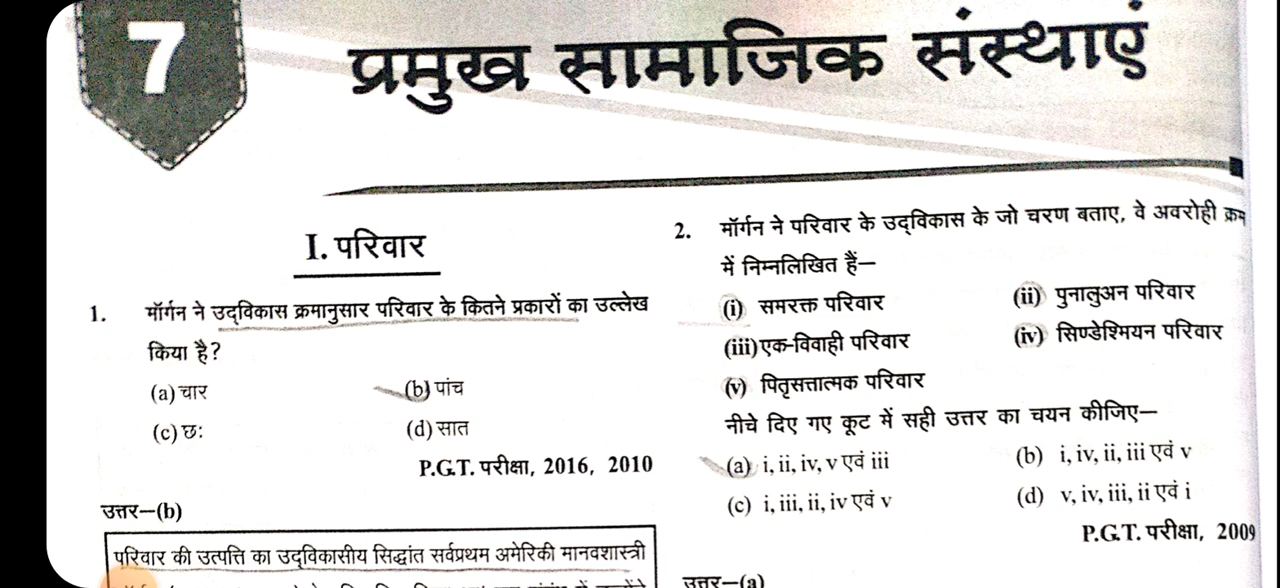 7
प्रमुख सामाजिक संस्थाएं
I. परिवार
1. मॉर्गन ने उद्विकास क्रमानुसार परिवार के कितने प्रकारों का उल्लेख
किया है?
(a) चार (b) पांच
(c) छ: (d) सात
P.G.T. परीक्षा, 2016, 2010
उत्तर–(b)
परिवार की उत्पत्ति का उद्विकासीय सिद्धांत सर्वप्रथम अमेरिकी मानवशास्त्री
2. मॉर्गन ने परिवार के उद्विकास के जो चरण बताए, वे अवरोही क्रम
में निम्नलिखित हैं–
(i) समरक्त परिवार (ii) पुनालुअन परिवार
(iii) एक-विवाही परिवार (iv) सिण्डेश्मियन परिवार
(v) पितृसत्तात्मक परिवार
नीचे दिए गए कूट में सही उत्तर का चयन कीजिए–
(a) i, ii, iv, v एवं iii (b) i, iv, ii, iii एवं v
(c) i, iii, ii, iv एवं v (d) v, iv, iii, ii एवं i
P.G.T. परीक्षा, 2009
उत्तर–(a)